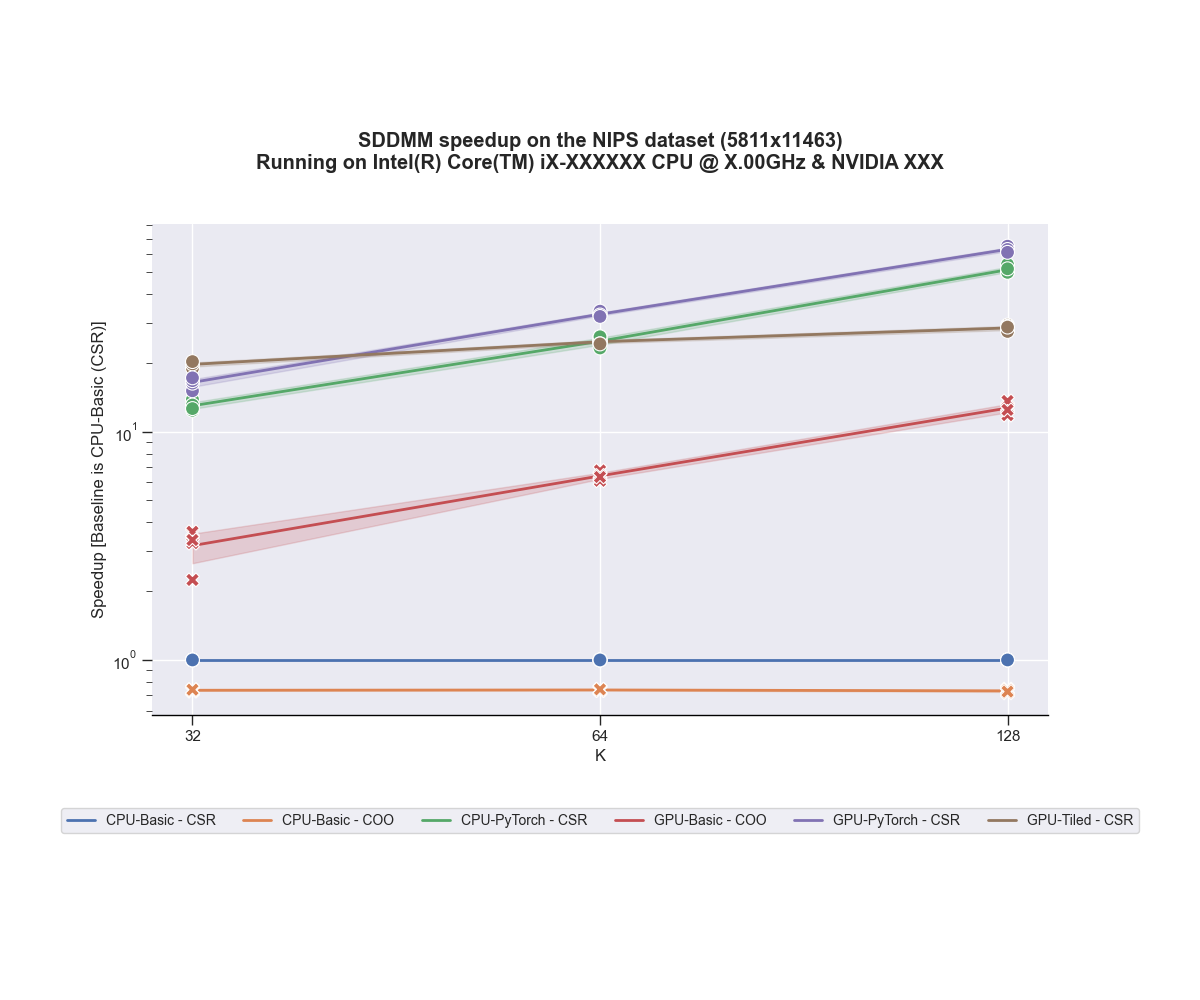 SDDMM speedup on the NIPS dataset (5811x11463)
Running on Intel(R) Core(TM) iX-XXXXXX CPU @ X.00GHz & NVIDIA XXX
Speedup [Baseline is CPU-Basic (CSR)]
10^1
10^0
32 64 128
K
CPU-Basic - CSR CPU-Basic - COO CPU-PyTorch - CSR GPU-Basic - COO GPU-PyTorch - CSR GPU-Tiled - CSR